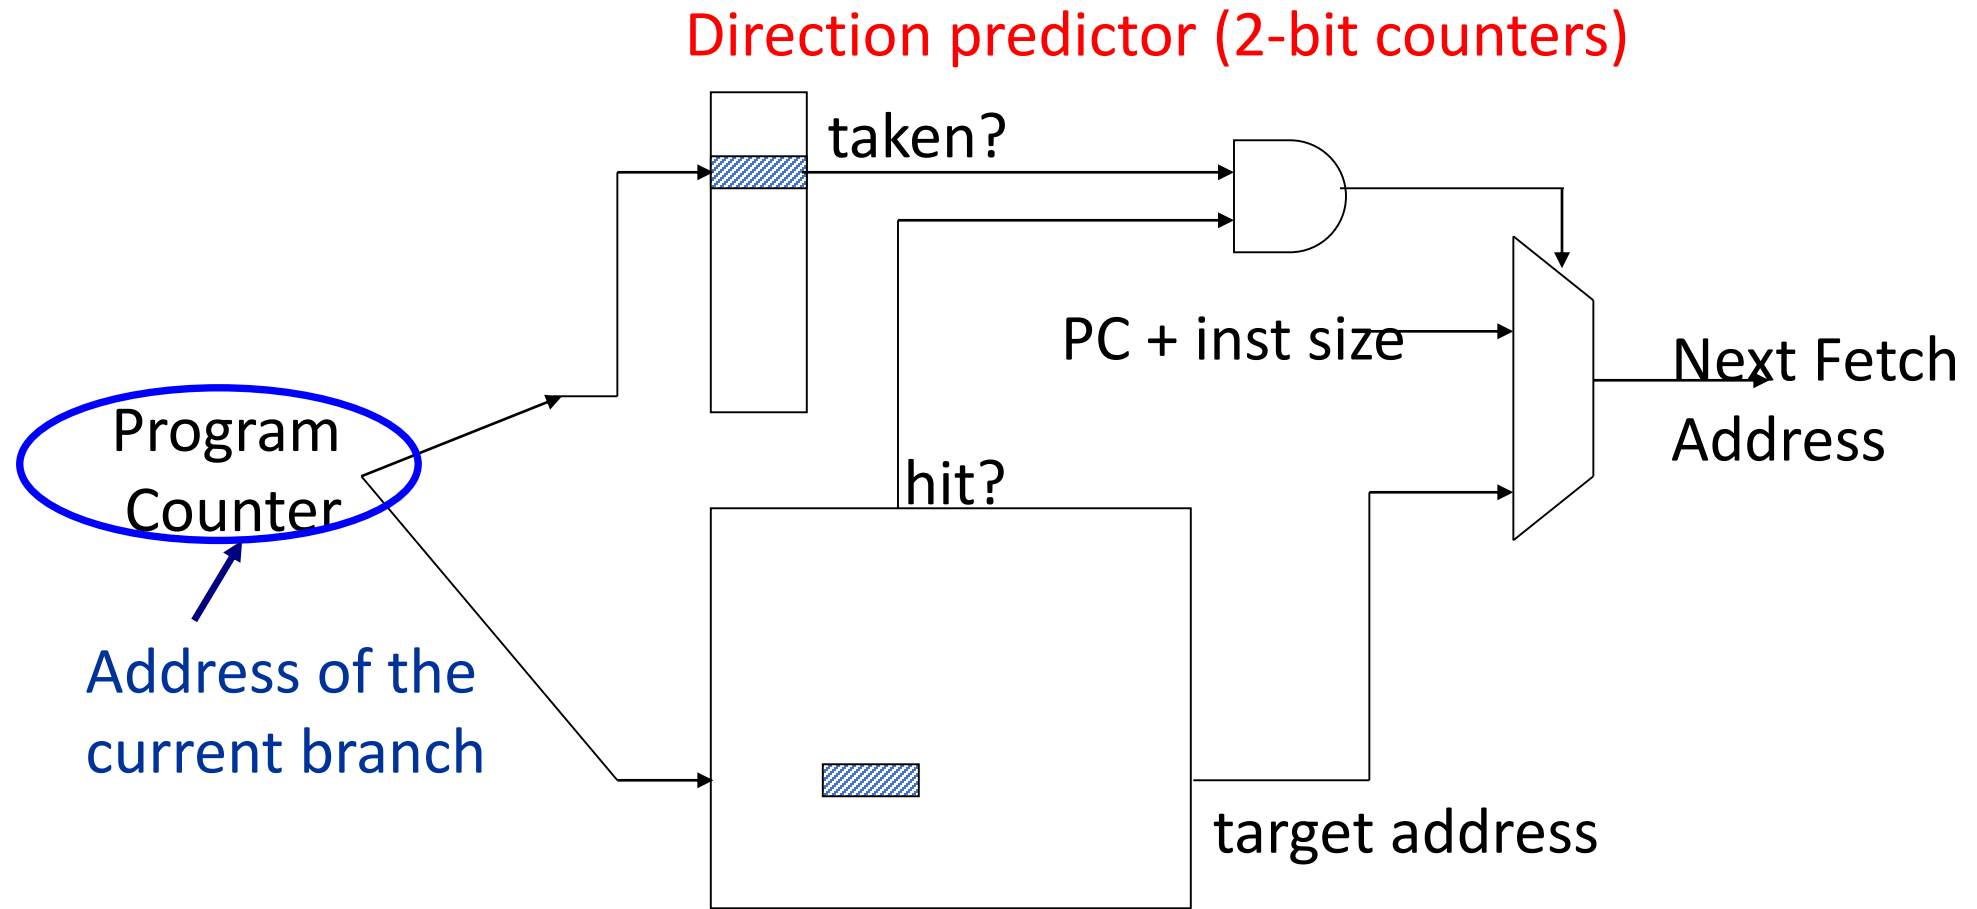 Direction predictor (2-bit counters)
taken?
PC + inst size
Next Fetch
Address
Program
Counter
hit?
Address of the
current branch
target address